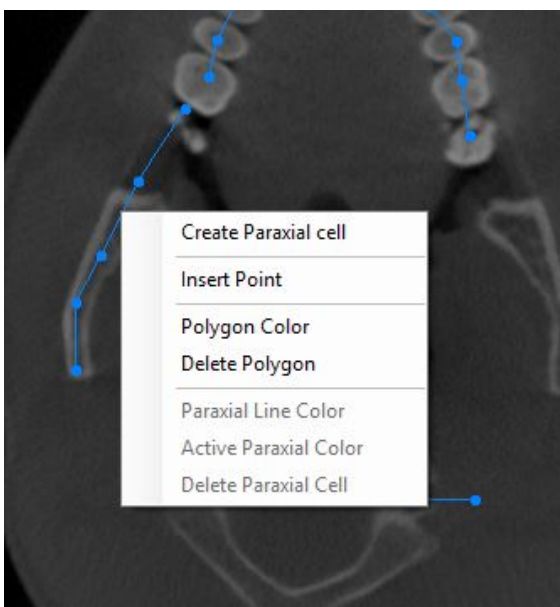 Create Paraxial cell
Insert Point
Polygon Color
Delete Polygon
Paraxial Line Color
Active Paraxial Color
Delete Paraxial Cell